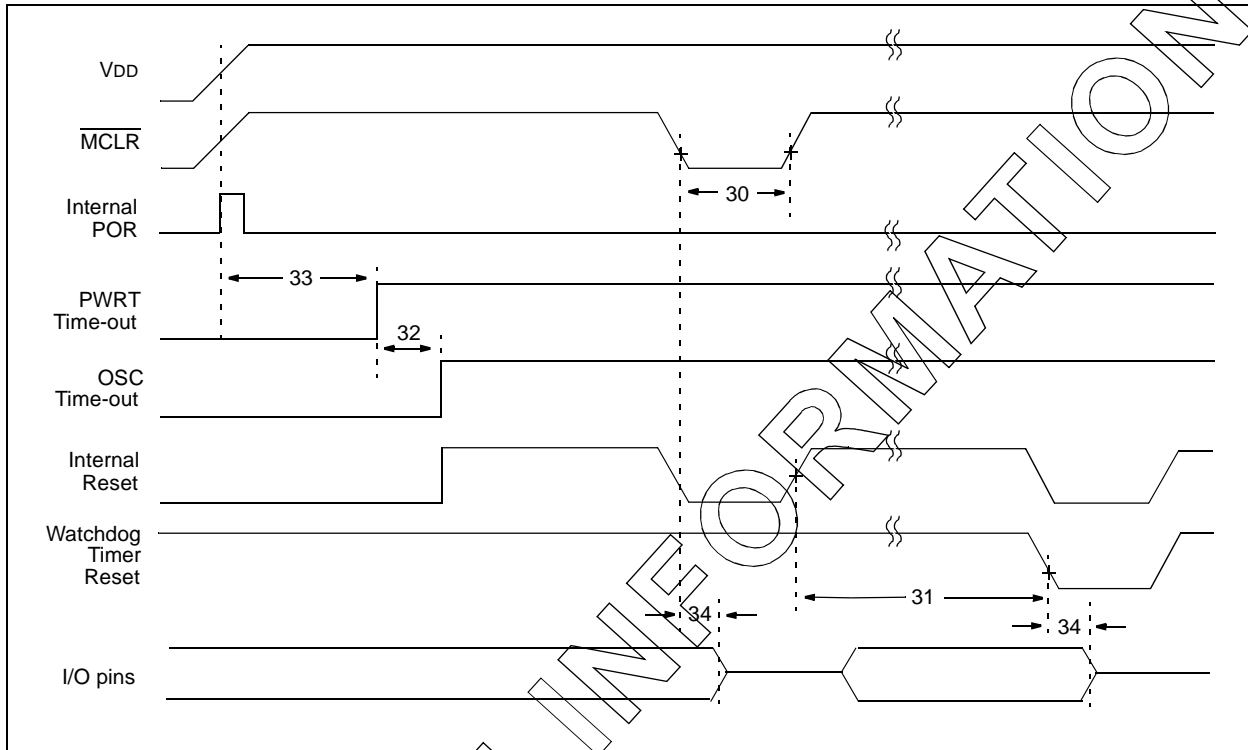 VDD
MCLR
Internal
POR
PWRT
Time-out
OSC
Time-out
Internal
Reset
Watchdog
Timer
Reset
I/O pins
30
33
32
31
34
34
INFORMATION